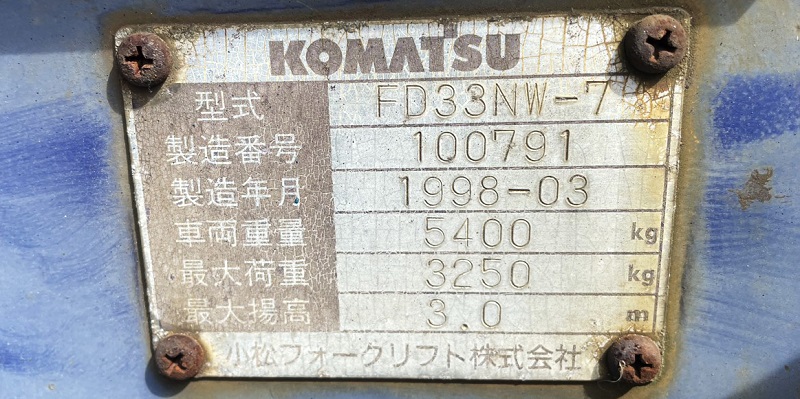 KOMATSU
型式 FD33NW-7
製造番号 100791
製造年月 1998-03
車両重量 5400 kg
最大荷重 3250 kg
最大揚高 3.0 m
小松フォークリフト株式会社